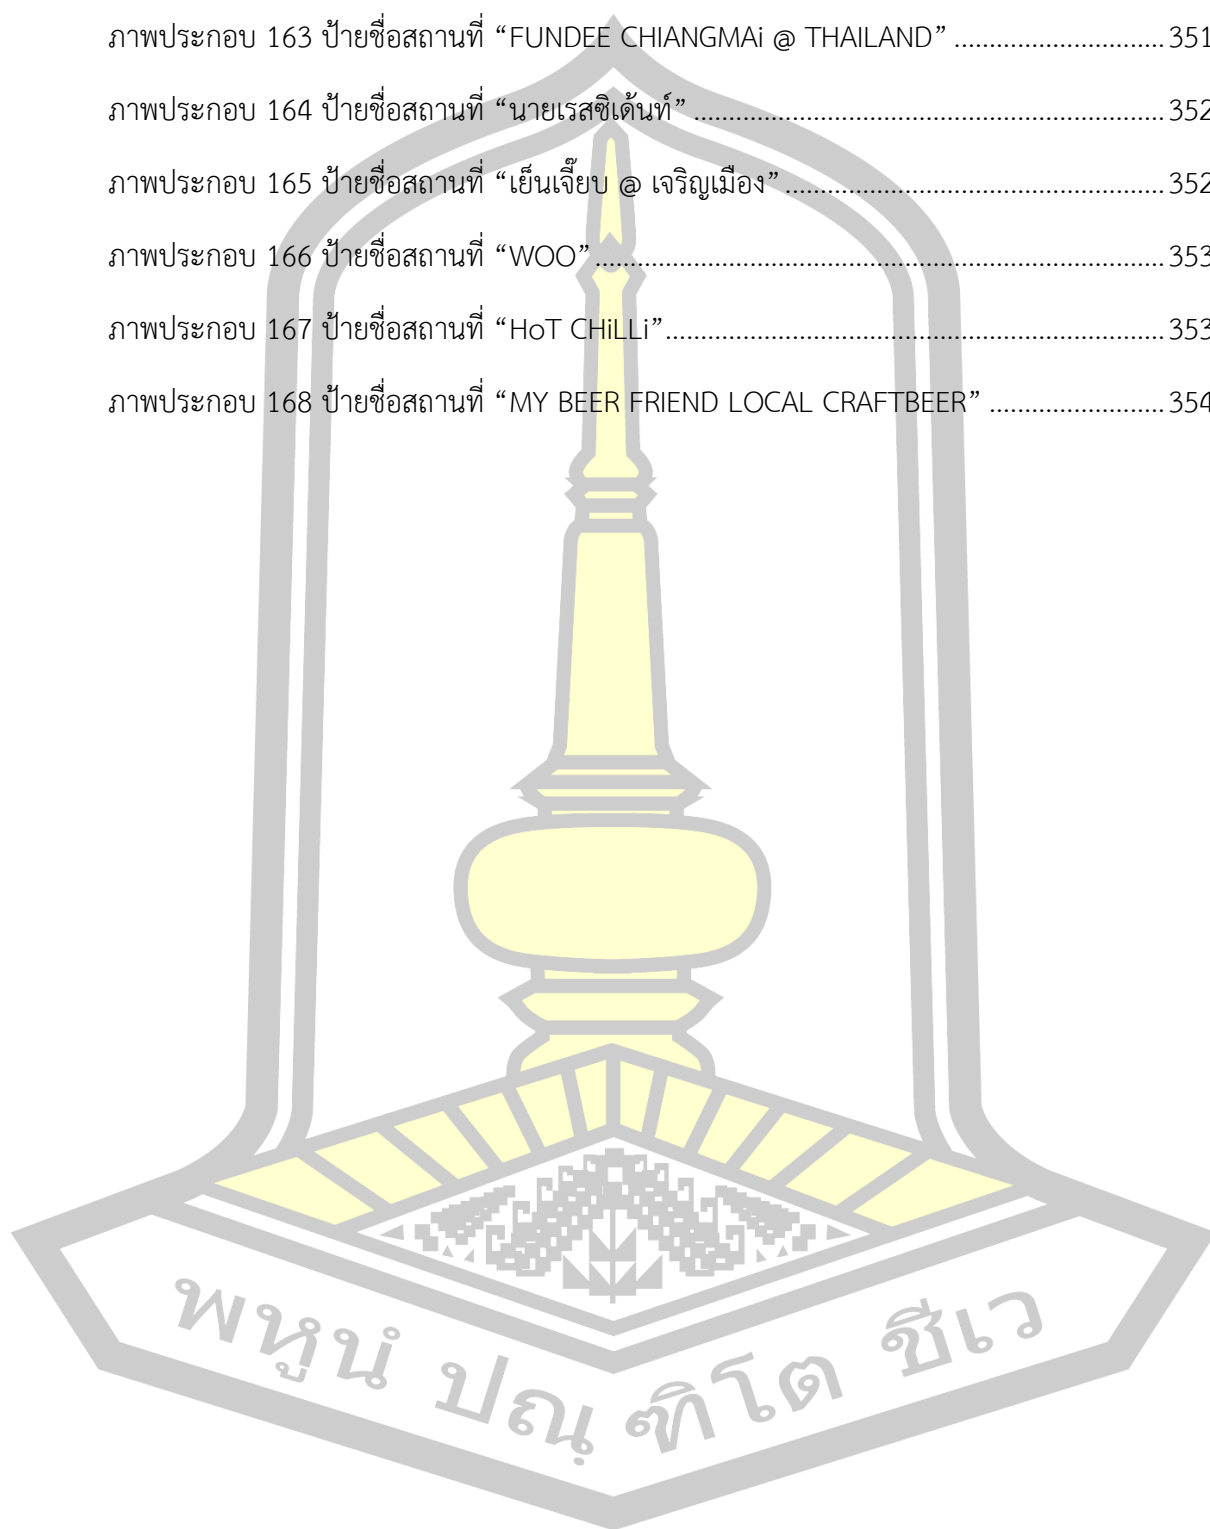 ภาพประกอบ 163 ป้ายชื่อสถานที่ “FUNDEE CHIANGMAi @ THAILAND” ............................ 351
ภาพประกอบ 164 ป้ายชื่อสถานที่ “นายเรสซิเด้นท์” ............................................................... 352
ภาพประกอบ 165 ป้ายชื่อสถานที่ “เย็นเจี๊ยบ @ เจริญเมือง” .................................................. 352
ภาพประกอบ 166 ป้ายชื่อสถานที่ “WOO” ............................................................................ 353
ภาพประกอบ 167 ป้ายชื่อสถานที่ “HoT CHiLLi” ................................................................... 353
ภาพประกอบ 168 ป้ายชื่อสถานที่ “MY BEER FRIEND LOCAL CRAFTBEER” ....................... 354
พหูนํ ปณฺฑิโต ชีเว